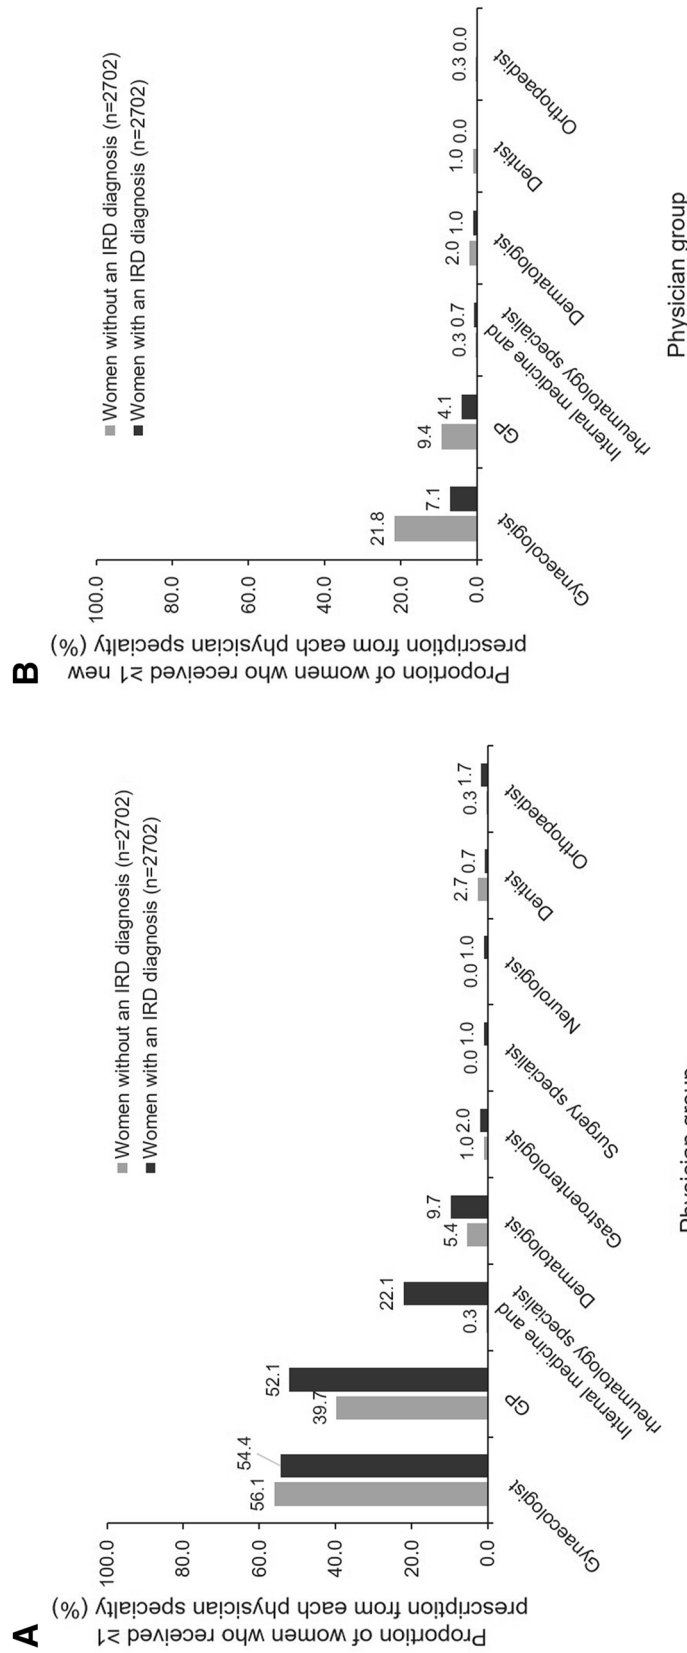 A
Proportion of women who received ≥1
prescription from each physician specialty (%)
100.0
80.0
60.0
40.0
20.0
0.0
Women without an IRD diagnosis (n=2702)
Women with an IRD diagnosis (n=2702)
56.1
54.4
39.7
52.1
0.3
22.1
5.4
9.7
1.0
2.0
0.0
1.0
0.0
1.0
2.7
0.7
0.3
1.7
Gynaecologist
GP
Internal medicine and
rheumatology specialist
Dermatologist
Gastroenterologist
Surgery specialist
Neurologist
Dentist
Orthopaedist
Physician group
B
Proportion of women who received ≥1 new
prescription from each physician specialty (%)
100.0
80.0
60.0
40.0
20.0
0.0
Women without an IRD diagnosis (n=2702)
Women with an IRD diagnosis (n=2702)
21.8
7.1
9.4
4.1
0.3
0.7
2.0
1.0
1.0
0.0
0.3
0.0
Gynaecologist
GP
Internal medicine and
rheumatology specialist
Dermatologist
Dentist
Orthopaedist
Physician group